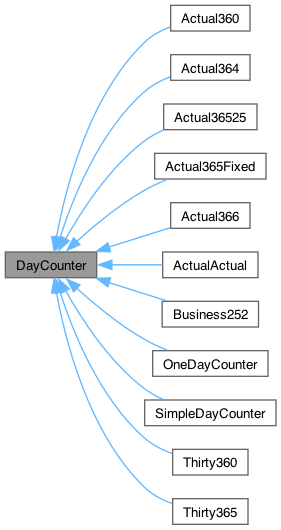 Actual360
Actual364
Actual36525
Actual365Fixed
Actual366
DayCounter
ActualActual
Business252
OneDayCounter
SimpleDayCounter
Thirty360
Thirty365